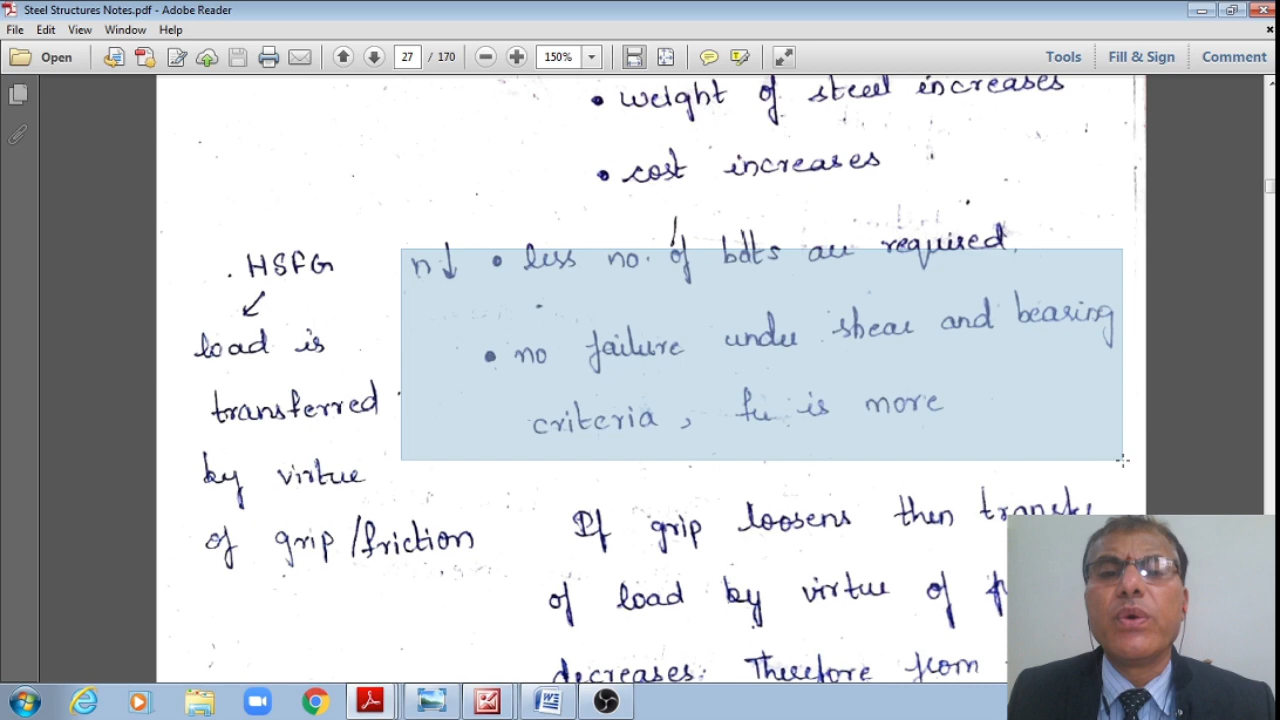 Steel Structures Notes.pdf - Adobe Reader
File Edit View Window Help
Open 27 / 170 150% Tools Fill & Sign Comment
• weight of steel increases
• cost increases
. HSFG n↓ • less no. of bolts are required.
load is • no failure under shear and bearing
transferred criteria, fu is more
by virtue
of grip/friction If grip loosens then
of load by virtue of
decreases. Therefore from